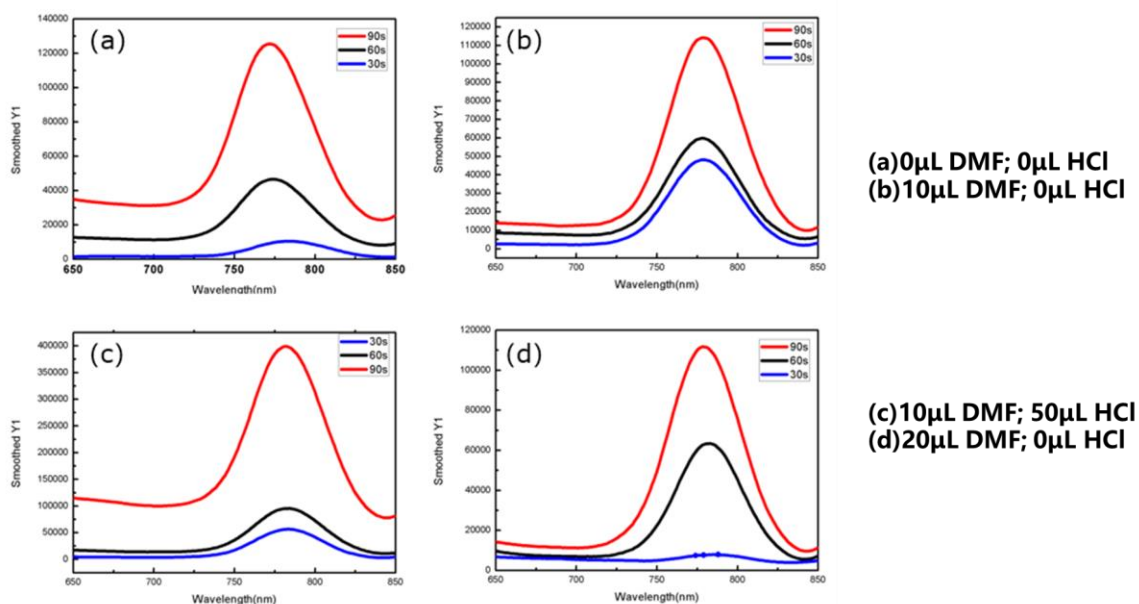 (a)
90s
60s
30s
140000
120000
100000
80000
60000
40000
20000
0
Smoothed Y1
650 700 750 800 850
Wavelength(nm)
(b)
90s
60s
30s
120000
110000
100000
90000
80000
70000
60000
50000
40000
30000
20000
10000
0
Smoothed Y1
650 700 750 800 850
Wavelength(nm)
(a)0μL DMF; 0μL HCl
(b)10μL DMF; 0μL HCl
(c)
30s
60s
90s
400000
350000
300000
250000
200000
150000
100000
50000
0
Smoothed Y1
650 700 750 800 850
Wavelength(nm)
(d)
90s
60s
30s
120000
100000
80000
60000
40000
20000
0
Smoothed Y1
650 700 750 800 850
Wavelength(nm)
(c)10μL DMF; 50μL HCl
(d)20μL DMF; 0μL HCl